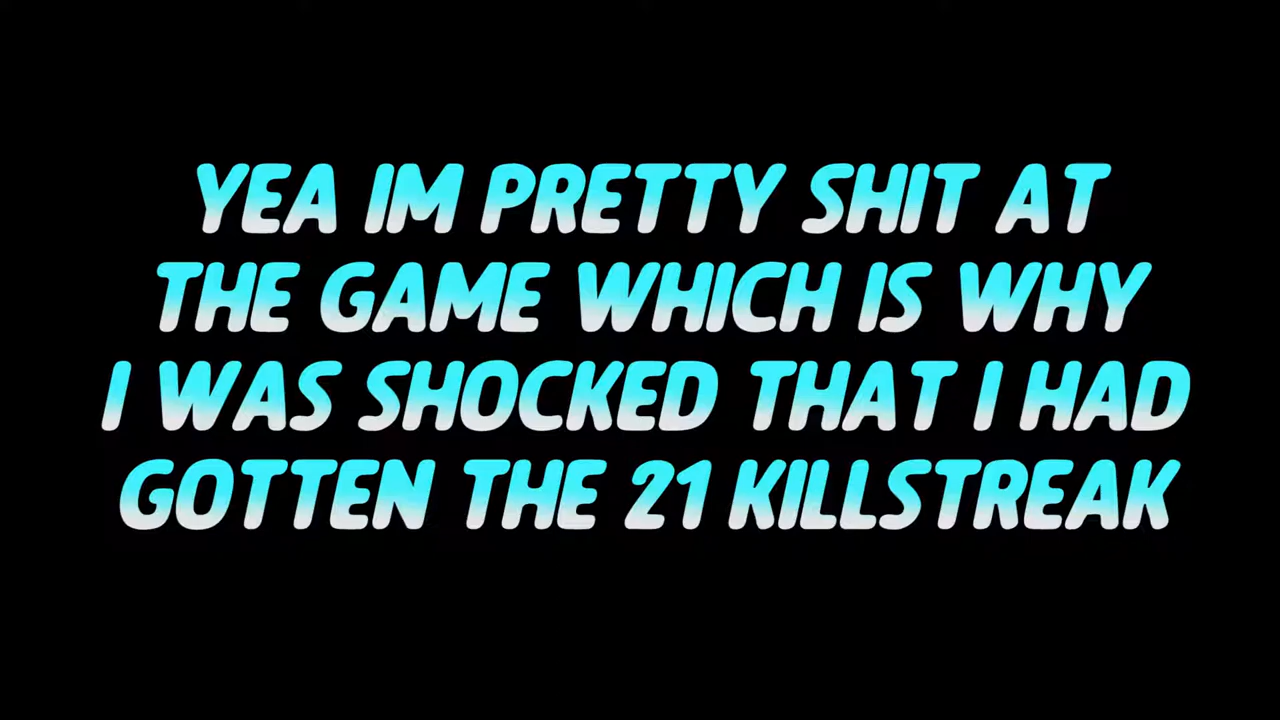 YEA IM PRETTY SHIT AT
THE GAME WHICH IS WHY
I WAS SHOCKED THAT I HAD
GOTTEN THE 21 KILLSTREAK